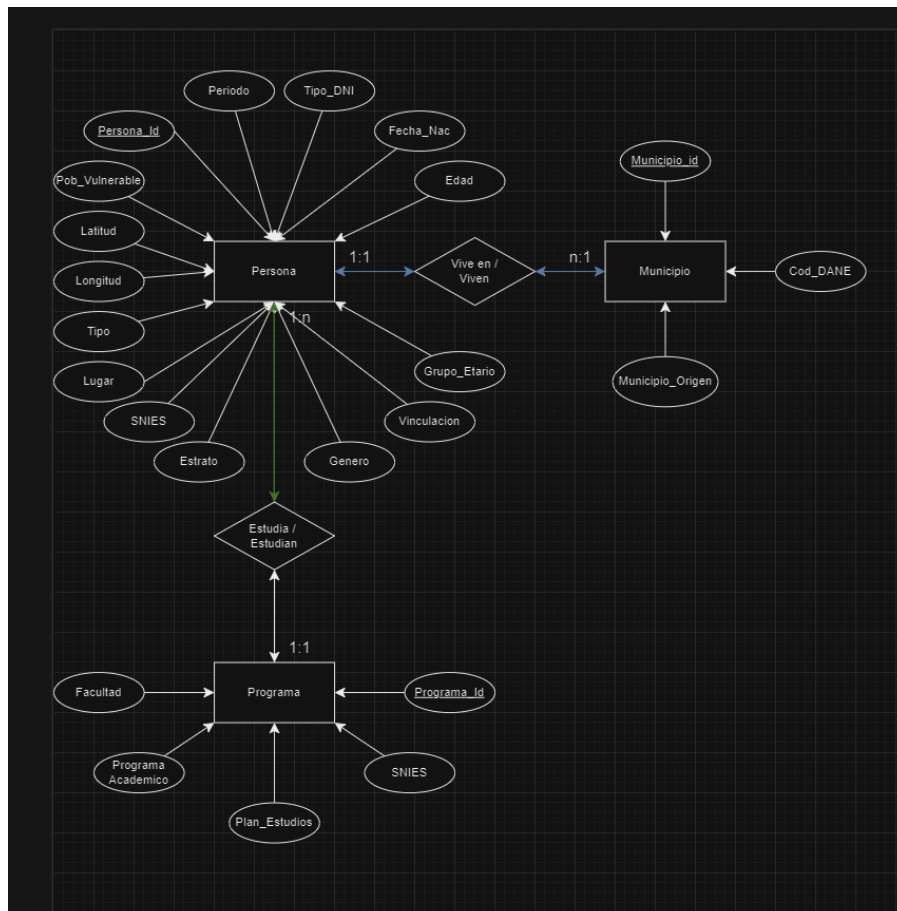 Periodo
Tipo_DNI
Persona_Id
Fecha_Nac
Municipio_id
Pob_Vulnerable
Edad
Latitud
1:1
Vive en /
Viven
n:1
Persona
Municipio
Longitud
Cod_DANE
1:n
Tipo
Grupo_Etario
Lugar
Municipio_Origen
SNIES
Vinculacion
Estrato
Genero
Estudia /
Estudian
1:1
Facultad
Programa
Programa_Id
Programa
Academico
SNIES
Plan_Estudios